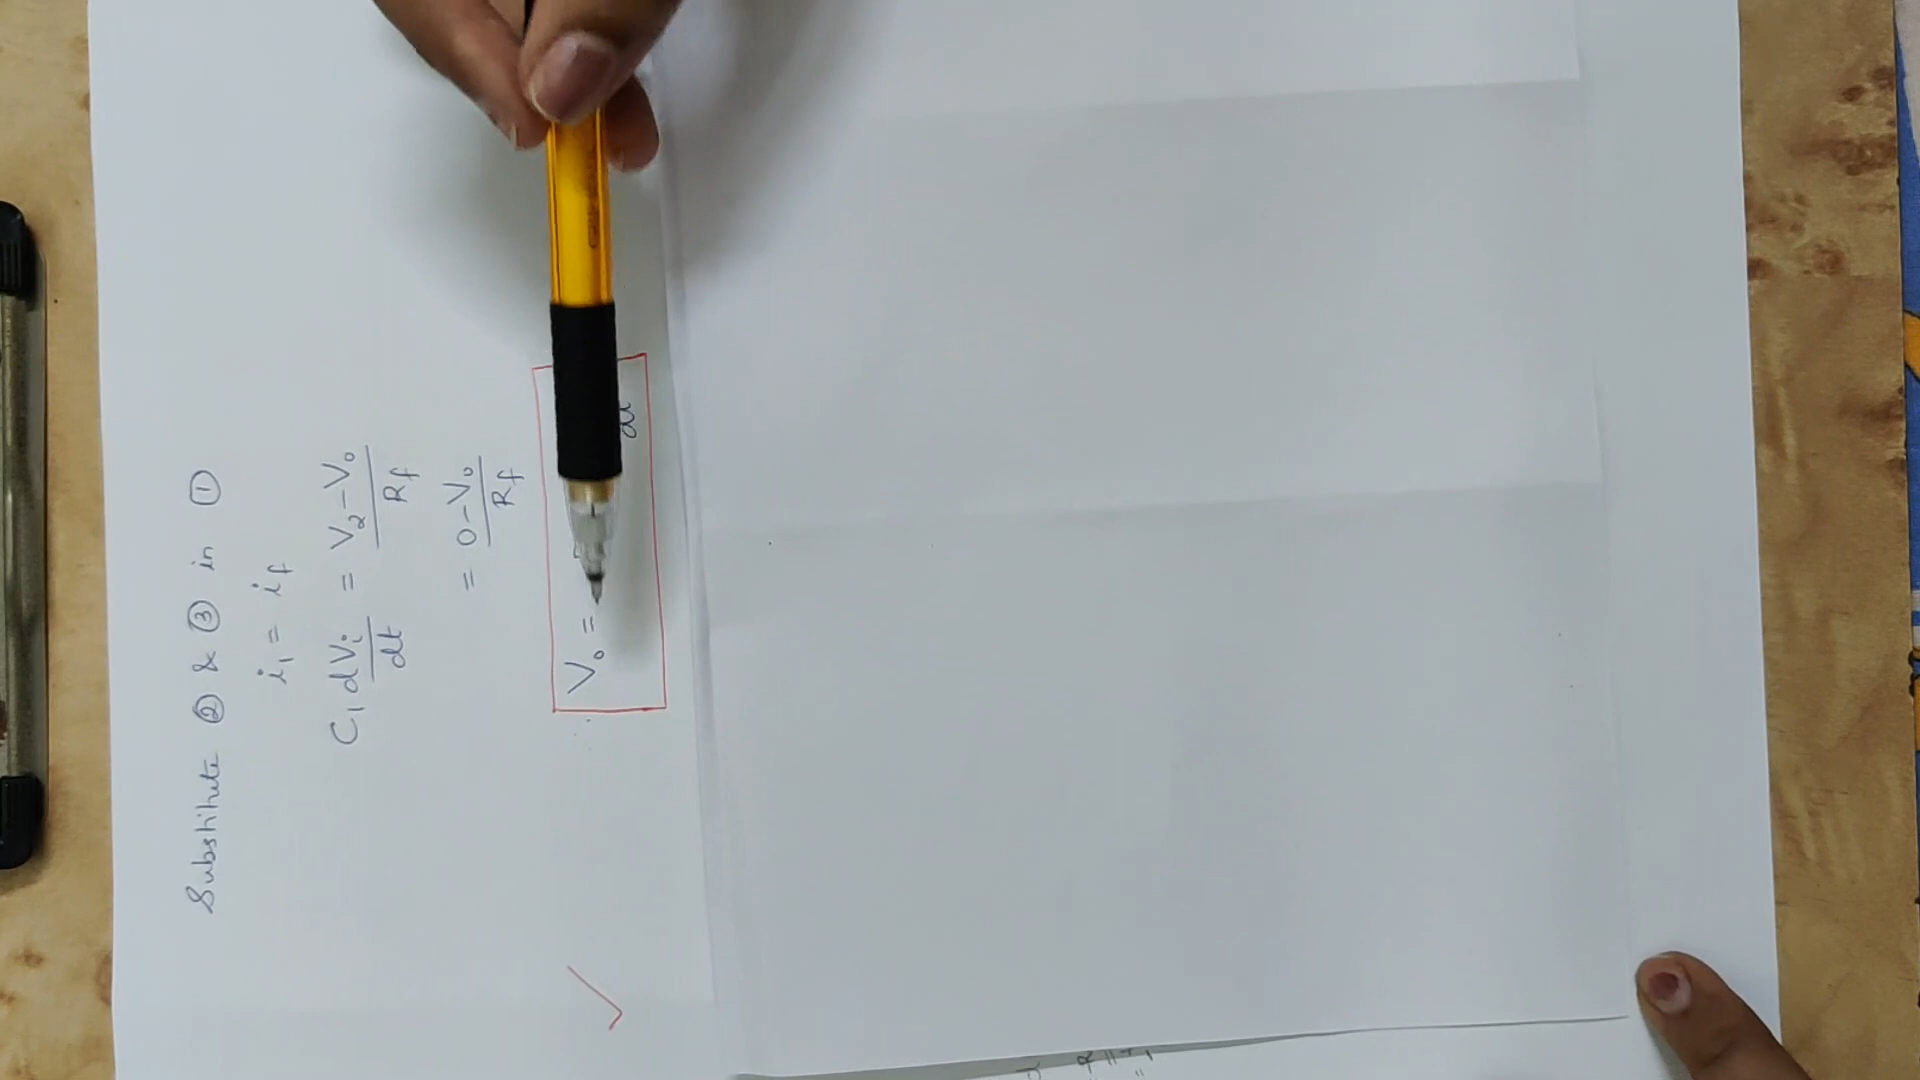 Substitute ② & ③ in ①
i₁ = i_f
C₁ dVᵢ/dt = V₂-V₀/R_f
= 0-V₀/R_f
V₀ =